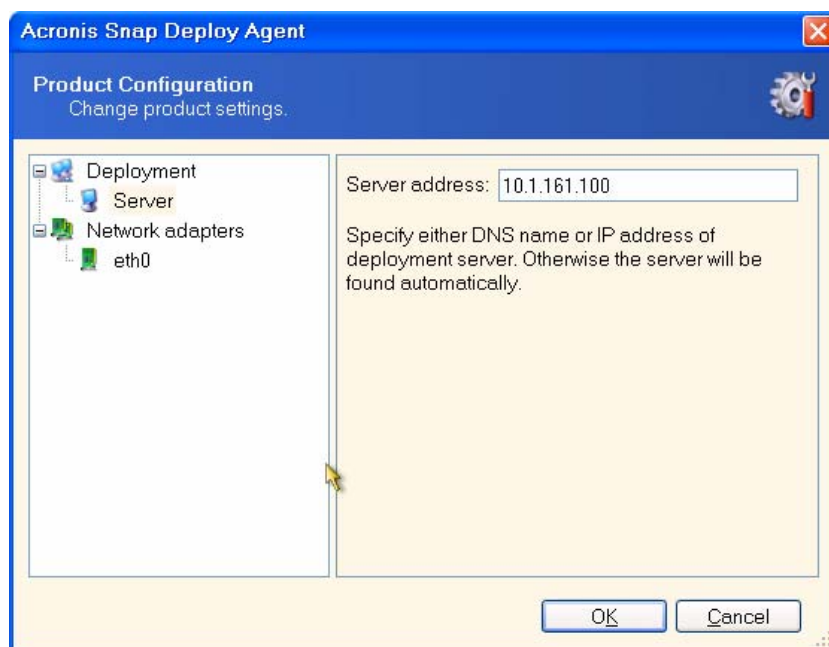 Acronis Snap Deploy Agent
Product Configuration
Change product settings.
Deployment
Server
Network adapters
eth0
Server address: 10.1.161.100
Specify either DNS name or IP address of
deployment server. Otherwise the server will be
found automatically.
OK
Cancel